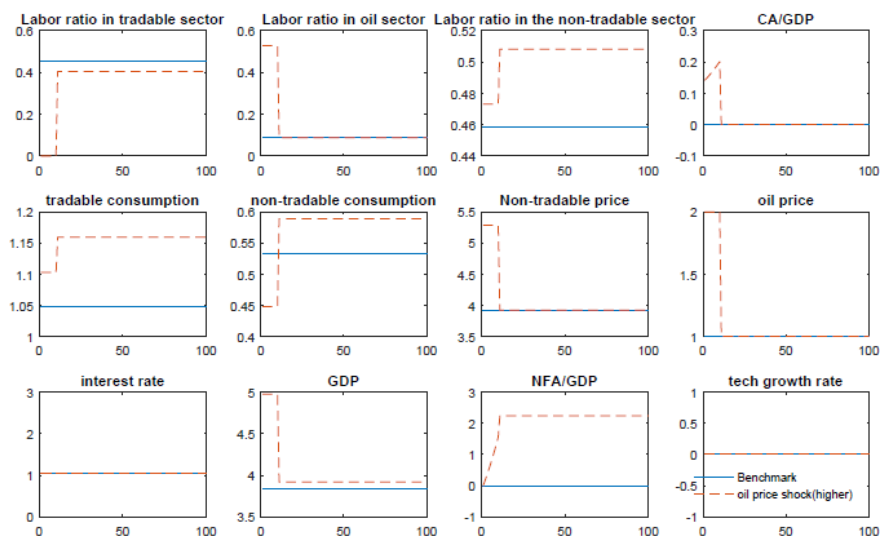 Labor ratio in tradable sector Labor ratio in oil sector Labor ratio in the non-tradable sector CA/GDP
0.6 0.6 0.52 0.3
0.4 0.4 0.5 0.2
0.48 0.1
0.2 0.2 0.46 0
0 0 0.44 -0.1
0 50 100 0 50 100 0 50 100 0 50 100
tradable consumption non-tradable consumption Non-tradable price oil price
1.2 0.6 5.5 2
1.15 0.55 5
1.1 0.5 4.5 1.5
1.05 0.45 4 1
1 0.4 3.5
0 50 100 0 50 100 0 50 100 0 50 100
interest rate GDP NFA/GDP tech growth rate
3 5 3 1
2 4.5 2 0.5
1 4 1 0
0 -0.5
0 3.5 -1 -1
Benchmark
oil price shock(higher)
0 50 100 0 50 100 0 50 100 0 50 100